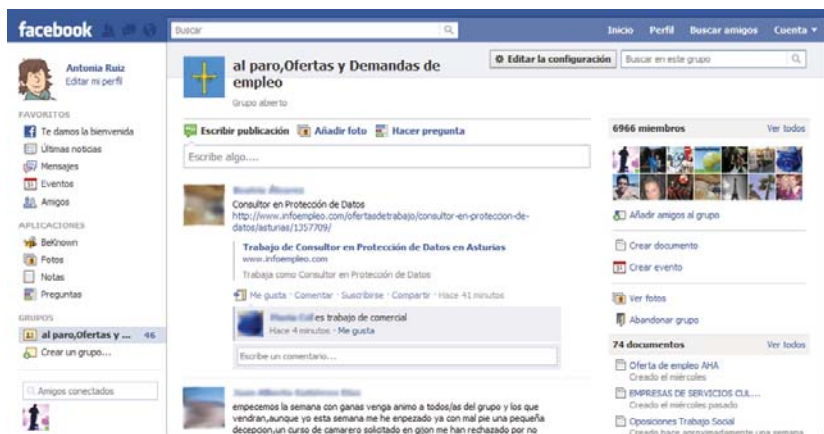 facebook
Buscar
Inicio Perfil Buscar amigos Cuenta
Antonia Ruiz
Editar mi perfil
FAVORITOS
Te damos la bienvenida
Últimas noticias
Mensajes
Eventos
Amigos
APLICACIONES
BeKnown
Fotos
Notas
Preguntas
GRUPOS
al paro,Ofertas y ... 46
Crear un grupo...
Amigos conectados
al paro,Ofertas y Demandas de
empleo
Grupo abierto
Editar la configuración
Buscar en este grupo
Escribir publicación Añadir foto Hacer pregunta
Escribe algo....
Consultor en Protección de Datos
http://www.infoempleo.com/ofertasdetrabajo/consultor-en-proteccion-de-
datos/asturias/1357709/
Trabajo de Consultor en Protección de Datos en Asturias
www.infoempleo.com
Trabaja como Consultor en Protección de Datos
Me gusta · Comentar · Suscribirse · Compartir · Hace 41 minutos
es trabajo de comercial
Hace 4 minutos · Me gusta
Escribe un comentario...
empecemos la semana con ganas venga animo a todos/as del grupo y los que
vendran,aunque yo esta semana me he enpezado ya con mal pie una pequeña
decepcion,un curso de camarero solicitado en gijon me han rechazado por no
6966 miembros Ver todos
Añadir amigos al grupo
Crear documento
Crear evento
Ver fotos
Abandonar grupo
74 documentos Ver todos
Oferta de empleo AHA
Creado el miércoles
EMPRESAS DE SERVICIOS CUL...
Creado el miércoles pasado
Oposiciones Trabajo Social
Creado hace aproximadamente una semana